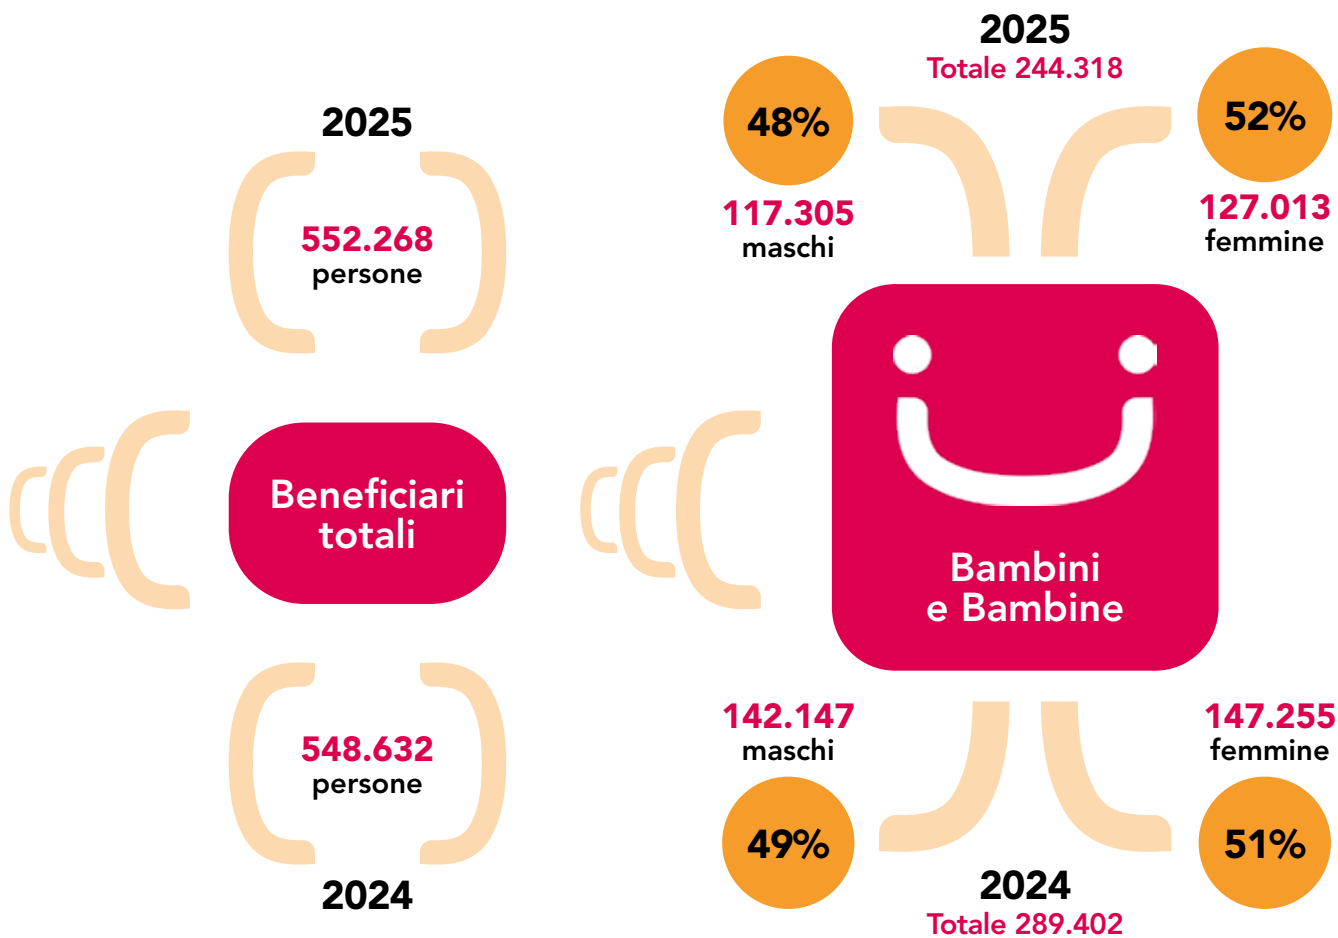 2025
552.268
persone
Beneficiari
totali
548.632
persone
2024
2025
Totale 244.318
48%
117.305
maschi
52%
127.013
femmine
Bambini
e Bambine
142.147
maschi
49%
147.255
femmine
51%
2024
Totale 289.402